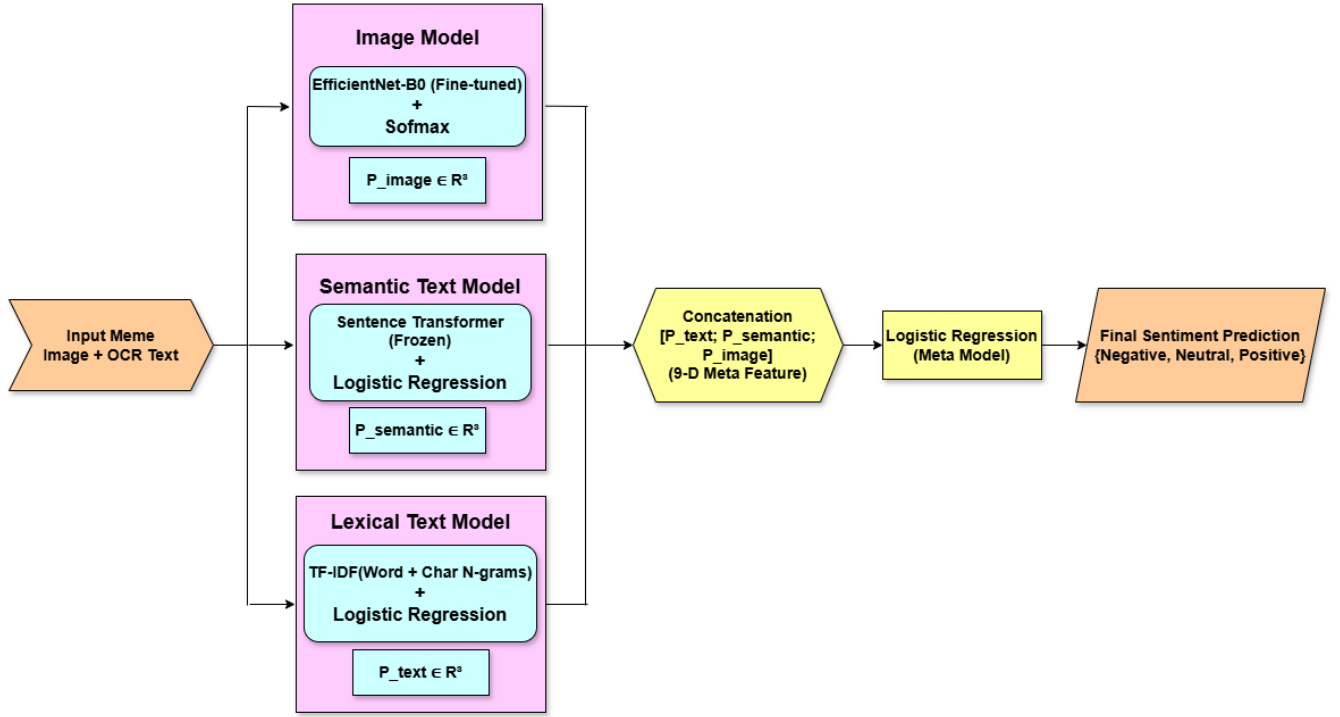 Image Model
EfficientNet-B0 (Fine-tuned)
+
Sofmax
P_image ∈ R³
Input Meme
Image + OCR Text
Semantic Text Model
Sentence Transformer
(Frozen)
+
Logistic Regression
P_semantic ∈ R³
Lexical Text Model
TF-IDF(Word + Char N-grams)
+
Logistic Regression
P_text ∈ R³
Concatenation
[P_text; P_semantic;
P_image]
(9-D Meta Feature)
Logistic Regression
(Meta Model)
Final Sentiment Prediction
{Negative, Neutral, Positive}